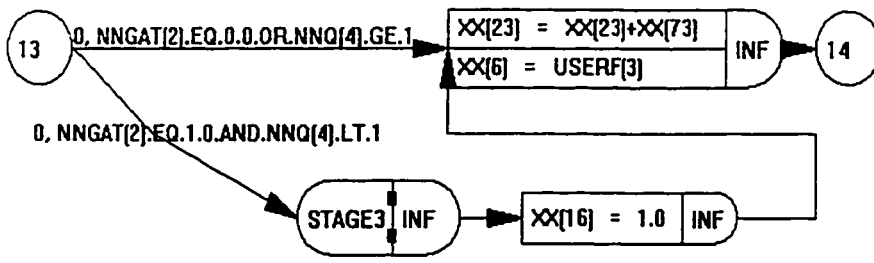 13
0, NNGAT[2].EQ.0.0.OR.NNQ[4].GE.1
XX[23] = XX[23]+XX[73]
XX[6] = USERF[3]
INF
14
0, NNGAT[2].EQ.1.0.AND.NNQ[4].LT.1
STAGE3 INF
XX[16] = 1.0 INF